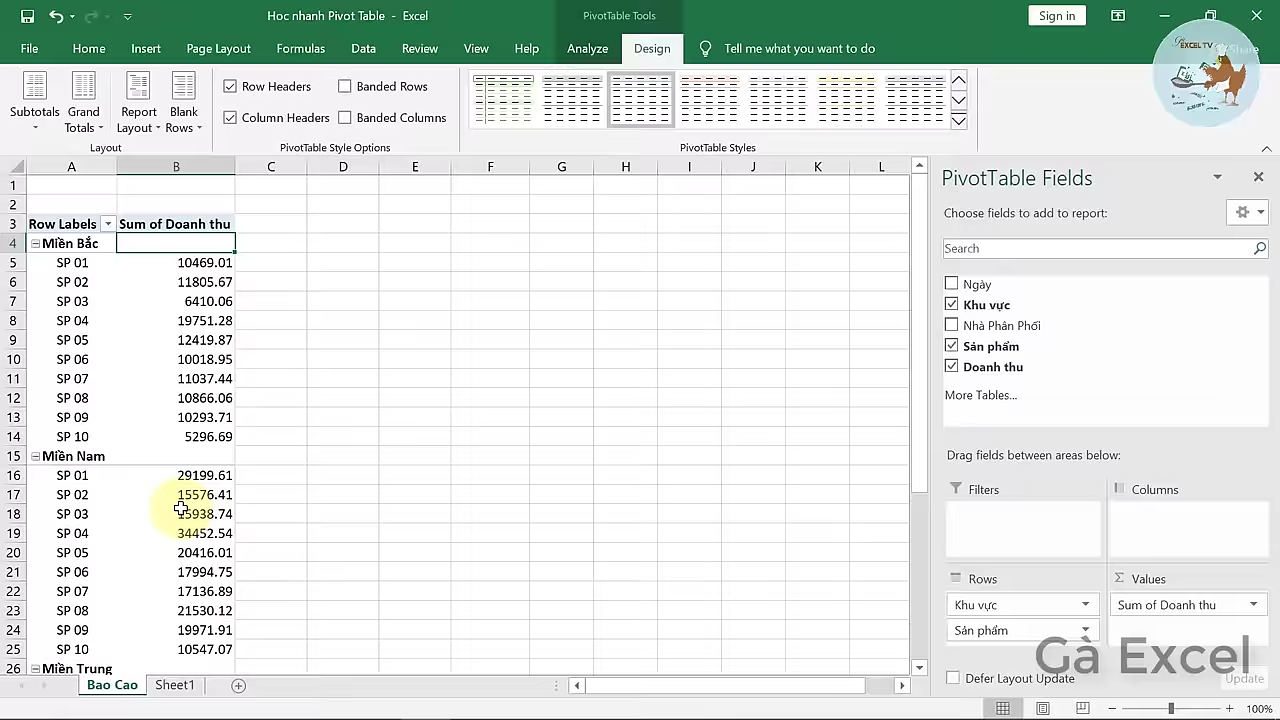 Hoc nhanh Pivot Table - Excel
PivotTable Tools
Sign in
File Home Insert Page Layout Formulas Data Review View Help Analyze Design Tell me what you want to do Share
EXCEL TV
Subtotals
Grand Totals
Report Layout
Blank Rows
Row Headers Banded Rows
Column Headers Banded Columns
Layout PivotTable Style Options PivotTable Styles
A B C D E F G H I J K L
1
2
3 Row Labels Sum of Doanh thu
4 Miền Bắc
5 SP 01 10469.01
6 SP 02 11805.67
7 SP 03 6410.06
8 SP 04 19751.28
9 SP 05 12419.87
10 SP 06 10018.95
11 SP 07 11037.44
12 SP 08 10866.06
13 SP 09 10293.71
14 SP 10 5296.69
15 Miền Nam
16 SP 01 29199.61
17 SP 02 15576.41
18 SP 03 15938.74
19 SP 04 34452.54
20 SP 05 20416.01
21 SP 06 17994.75
22 SP 07 17136.89
23 SP 08 21530.12
24 SP 09 19971.91
25 SP 10 10547.07
26 Miền Trung
Bao Cao Sheet1
PivotTable Fields
Choose fields to add to report:
Search
Ngày
Khu vực
Nhà Phân Phối
Sản phẩm
Doanh thu
More Tables...
Drag fields between areas below:
Filters Columns
Rows Values
Khu vực Sum of Doanh thu
Sản phẩm
Gà Excel
Defer Layout Update Update
100%